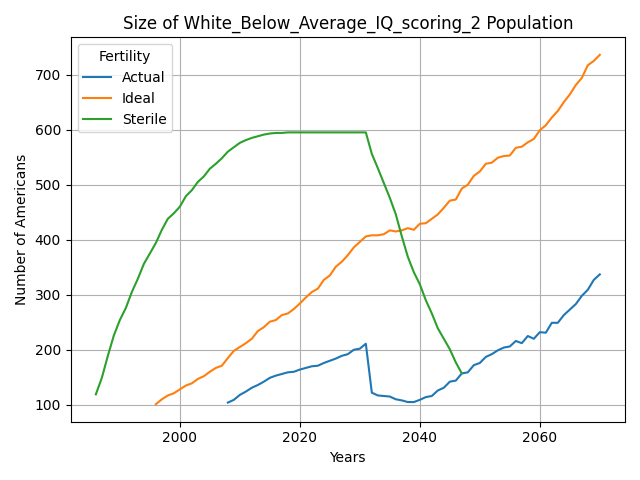 Size of White_Below_Average_IQ_scoring_2 Population
Fertility
Actual
Ideal
Sterile
Number of Americans
700
600
500
400
300
200
100
2000
2020
2040
2060
Years